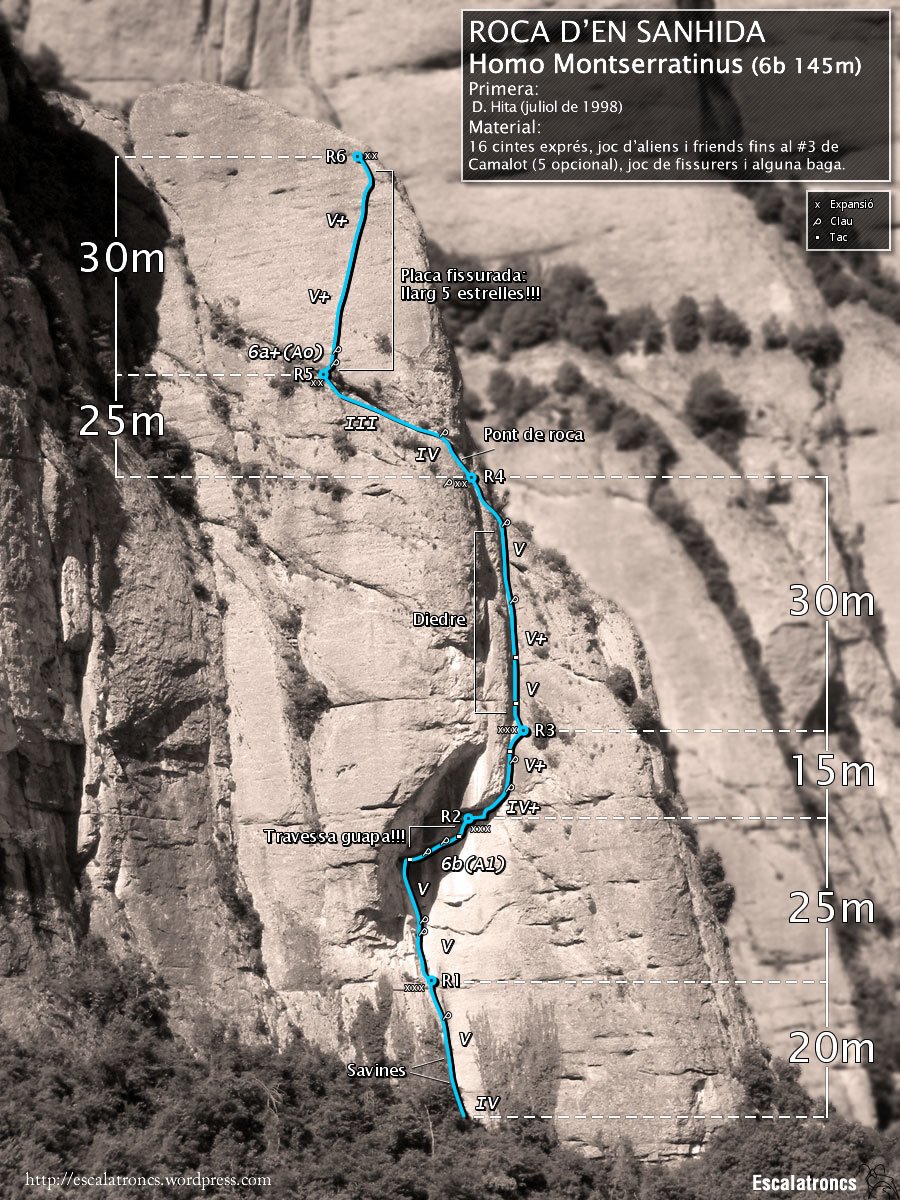 ROCA D’EN SANHIDA
Homo Montserratinus (6b 145m)
Primera:
D. Hita (juliol de 1998)
Material:
16 cintes exprés, joc d’aliens i friends fins al #3 de
Camalot (5 opcional), joc de fissurers i alguna baga.
x Expansió
Clau
Tac
R6 xx
V+
30m
Placa fissurada:
llarg 5 estrelles!!!
V+
6a+(Ao)
R5
xx
25m
III
Pont de roca
IV
R4
xx
V
30m
Diedre
V+
V
xxx R3
V+
15m
IV+
R2
xxx
Travessa guapa!!!
6b(A1)
V
25m
V
R1
xxx
V
20m
Savines
IV
http://escalatroncs.wordpress.com
Escalatroncs